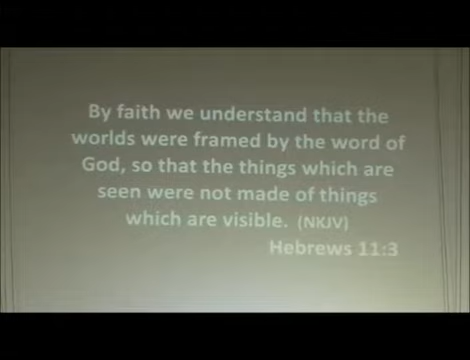 By faith we understand that the
worlds were framed by the word of
God, so that the things which are
seen were not made of things
which are visible. (NKJV)
Hebrews 11:3